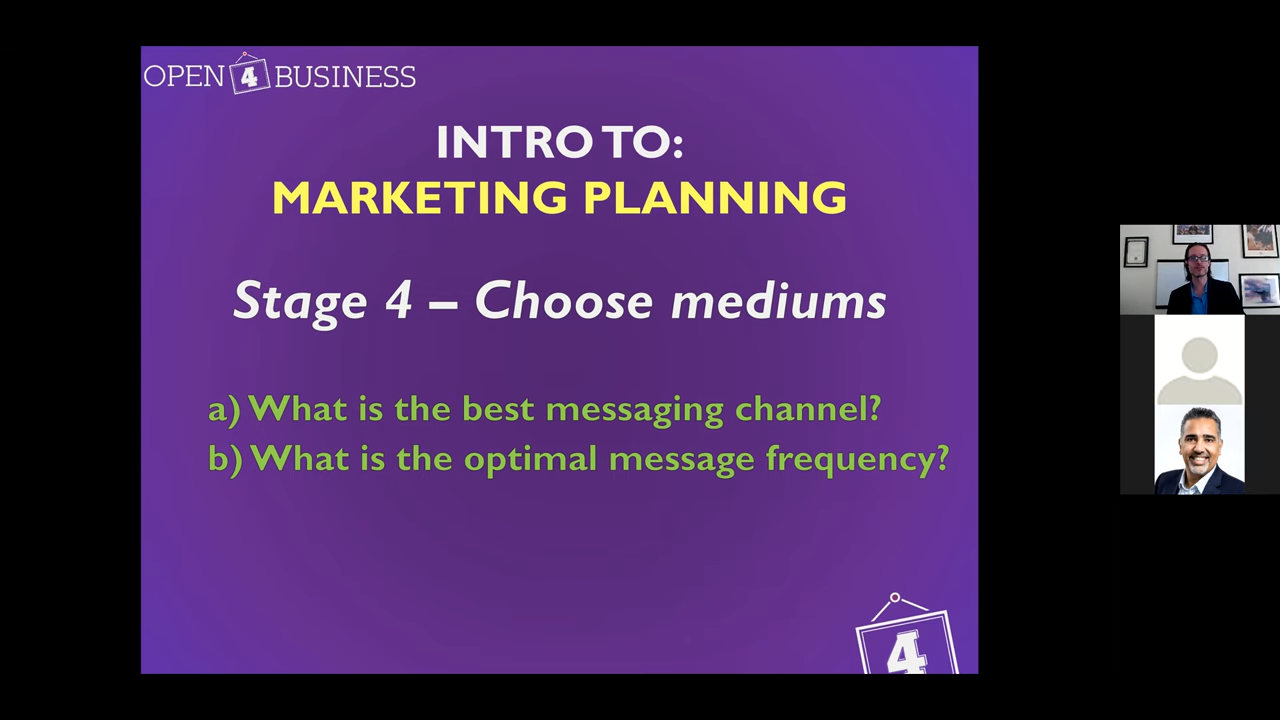 OPEN 4 BUSINESS
INTRO TO:
MARKETING PLANNING
Stage 4 – Choose mediums
a) What is the best messaging channel?
b) What is the optimal message frequency?
4